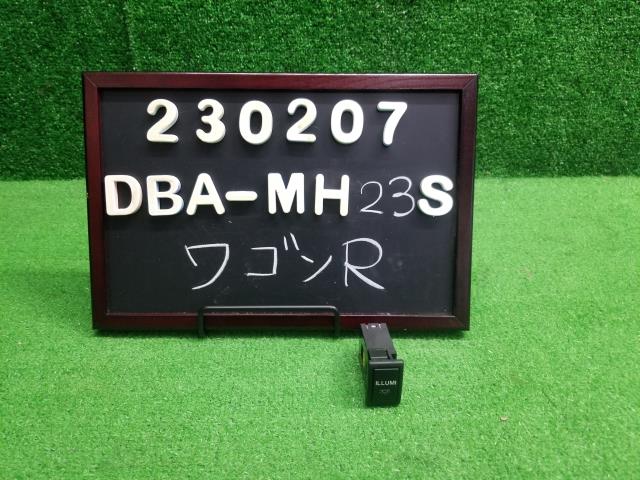 230207
DBA-MH23S
ワゴンR
ILLUMI